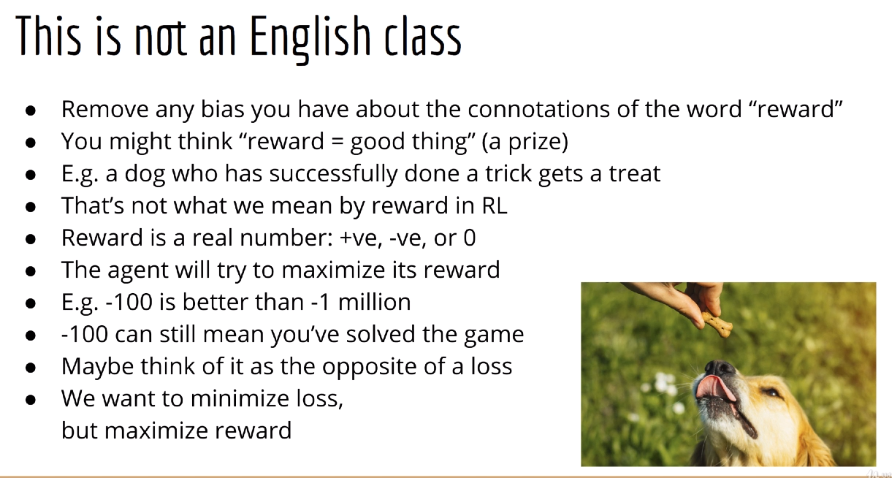 This is not an English class
● Remove any bias you have about the connotations of the word “reward”
● You might think “reward = good thing” (a prize)
● E.g. a dog who has successfully done a trick gets a treat
● That’s not what we mean by reward in RL
● Reward is a real number: +ve, -ve, or 0
● The agent will try to maximize its reward
● E.g. -100 is better than -1 million
● -100 can still mean you’ve solved the game
● Maybe think of it as the opposite of a loss
● We want to minimize loss,
but maximize reward